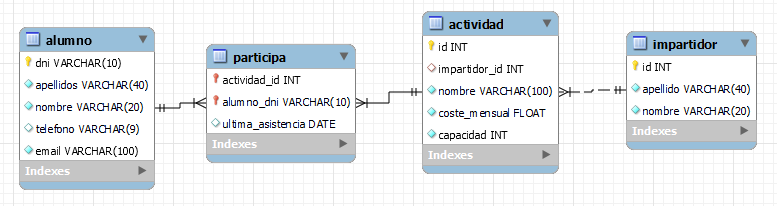 alumno
dni VARCHAR(10)
apellidos VARCHAR(40)
nombre VARCHAR(20)
telefono VARCHAR(9)
email VARCHAR(100)
Indexes
participa
actividad_id INT
alumno_dni VARCHAR(10)
ultima_asistencia DATE
Indexes
actividad
id INT
impartidor_id INT
nombre VARCHAR(100)
coste_mensual FLOAT
capacidad INT
Indexes
impartidor
id INT
apellido VARCHAR(40)
nombre VARCHAR(20)
Indexes